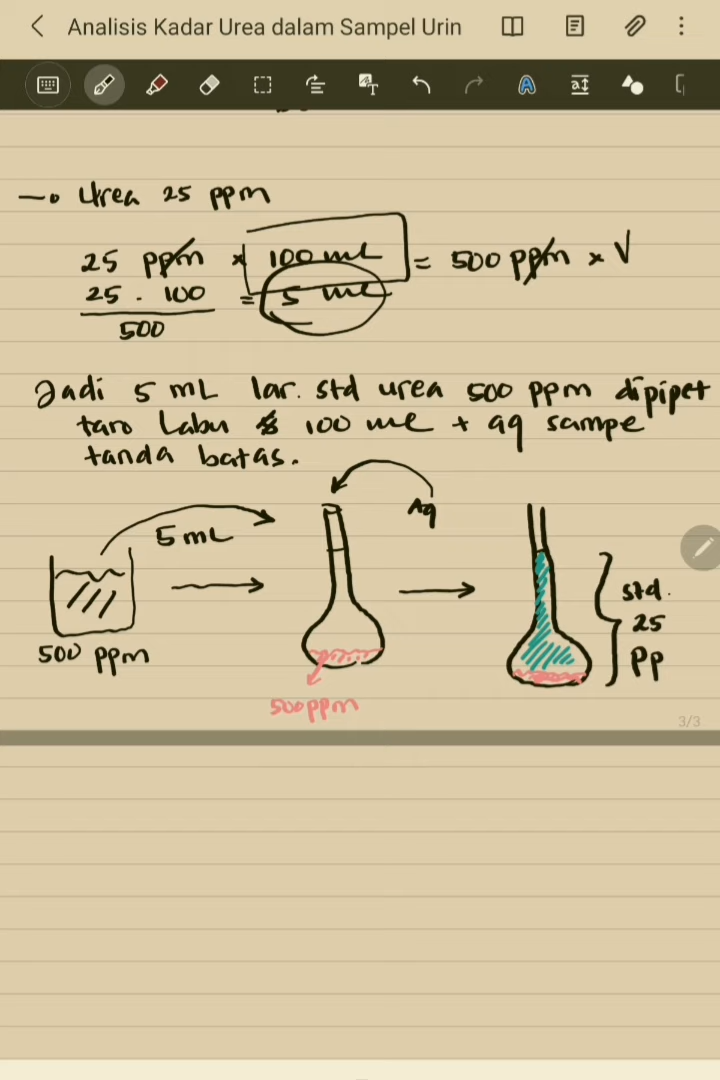 Analisis Kadar Urea dalam Sampel Urin
→ Urea 25 ppm
25 ppm x 100 mL = 500 ppm x V
25 . 100 = 5 mL
500
Jadi 5 mL lar. std urea 500 ppm dipipet
taro Labu 100 mL + aq sampe
tanda batas.
5 mL
Aq
500 ppm
500 ppm
std.
25
pp
3/3